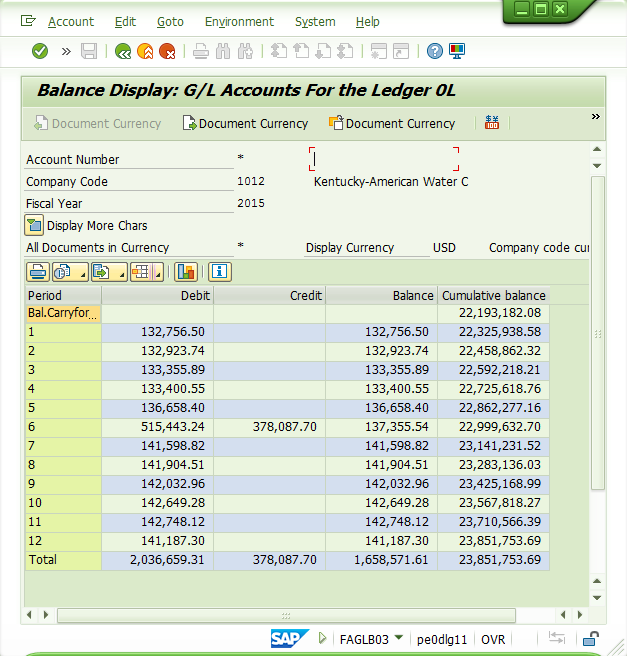 Account Edit Goto Environment System Help
Balance Display: G/L Accounts For the Ledger 0L
Document Currency Document Currency Document Currency
Account Number *
Company Code 1012 Kentucky-American Water C
Fiscal Year 2015
Display More Chars
All Documents in Currency * Display Currency USD Company code cur
Period Debit Credit Balance Cumulative balance
Bal.Carryfor... 22,193,182.08
1 132,756.50 132,756.50 22,325,938.58
2 132,923.74 132,923.74 22,458,862.32
3 133,355.89 133,355.89 22,592,218.21
4 133,400.55 133,400.55 22,725,618.76
5 136,658.40 136,658.40 22,862,277.16
6 515,443.24 378,087.70 137,355.54 22,999,632.70
7 141,598.82 141,598.82 23,141,231.52
8 141,904.51 141,904.51 23,283,136.03
9 142,032.96 142,032.96 23,425,168.99
10 142,649.28 142,649.28 23,567,818.27
11 142,748.12 142,748.12 23,710,566.39
12 141,187.30 141,187.30 23,851,753.69
Total 2,036,659.31 378,087.70 1,658,571.61 23,851,753.69
SAP FAGLB03 pe0dlg11 OVR